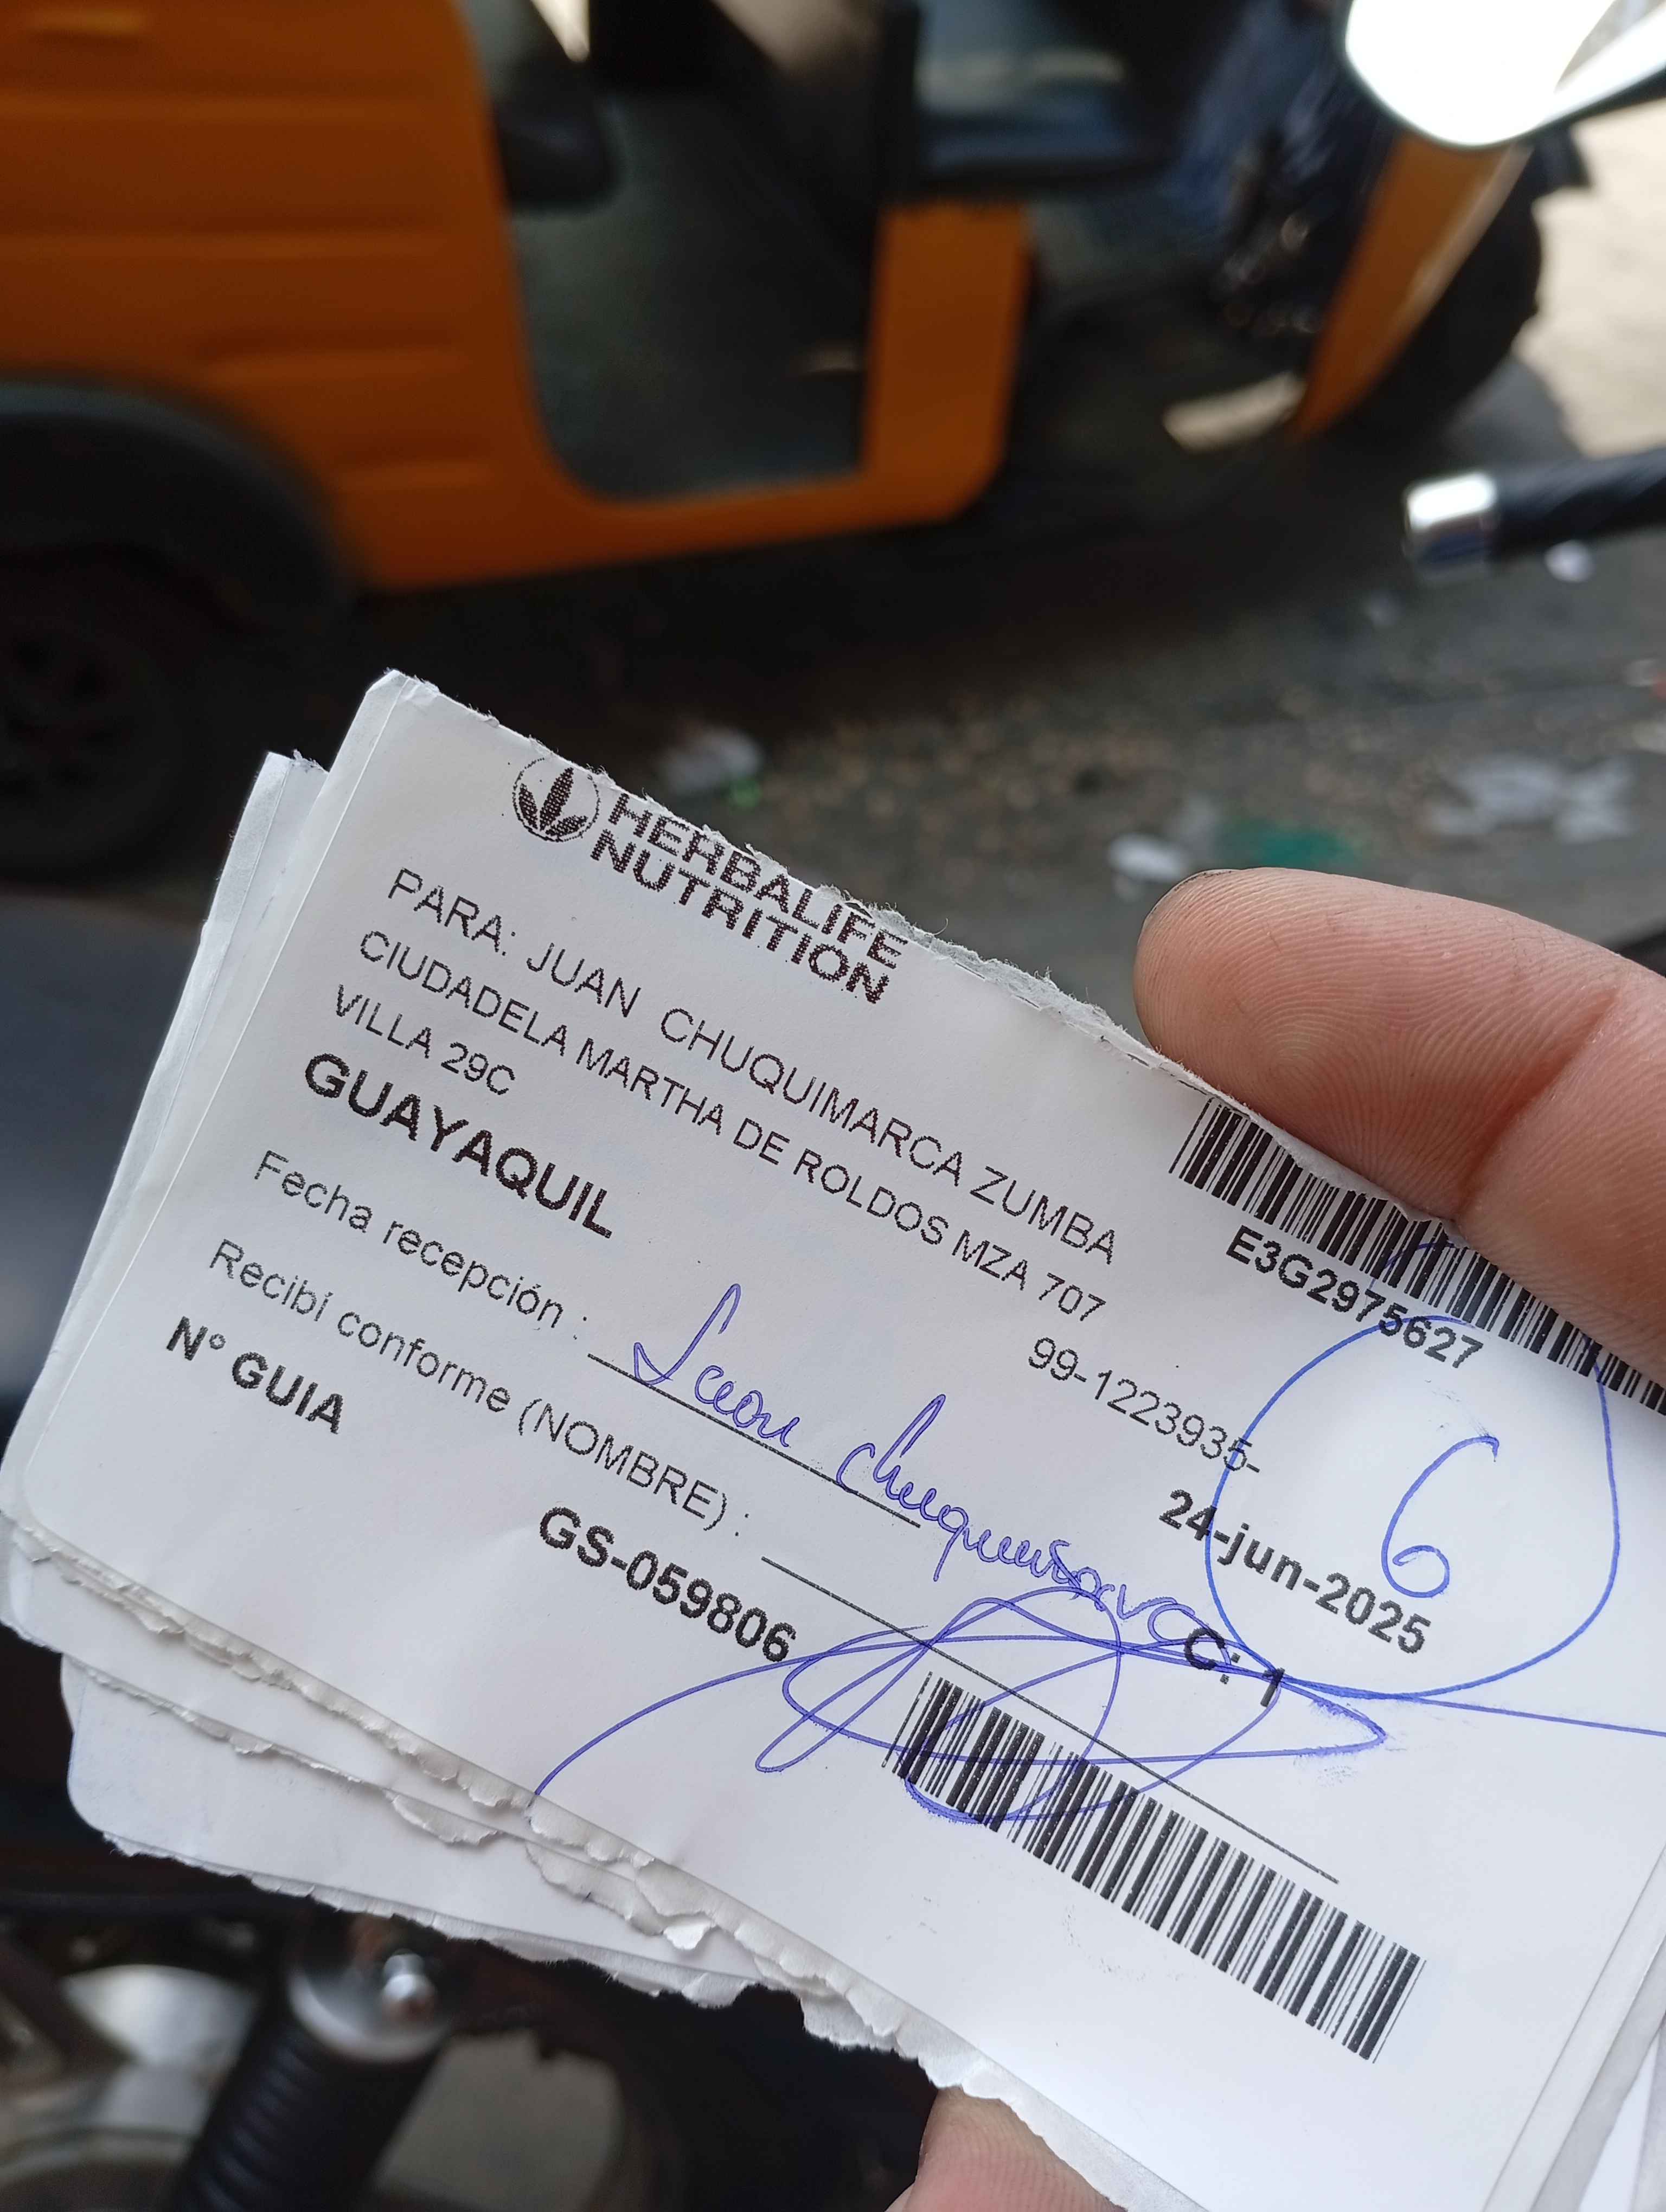 HERBALIFE
NUTRITION
PARA: JUAN CHUQUIMARCA ZUMBA
CIUDADELA MARTHA DE ROLDOS MZA 707
VILLA 29C
GUAYAQUIL
E3G2975627
99-1223935-
24-jun-2025
6
Fecha recepción :
Recibí conforme (NOMBRE) :
C: 1
N° GUIA
GS-059806